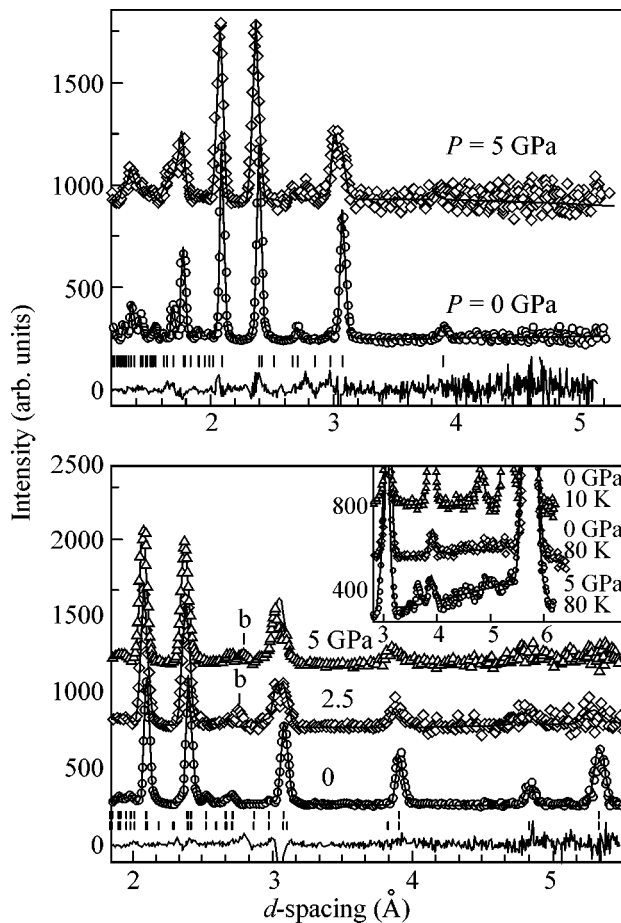 1500
P = 5 GPa
1000
500
P = 0 GPa
0
2 3 4 5
Intensity (arb. units)
2500
2000
1500
1000
500
0
b
5 GPa
b
2.5
0
800
400
0 GPa
10 K
0 GPa
80 K
5 GPa
80 K
3 4 5 6
2 3 4 5
d-spacing (Å)